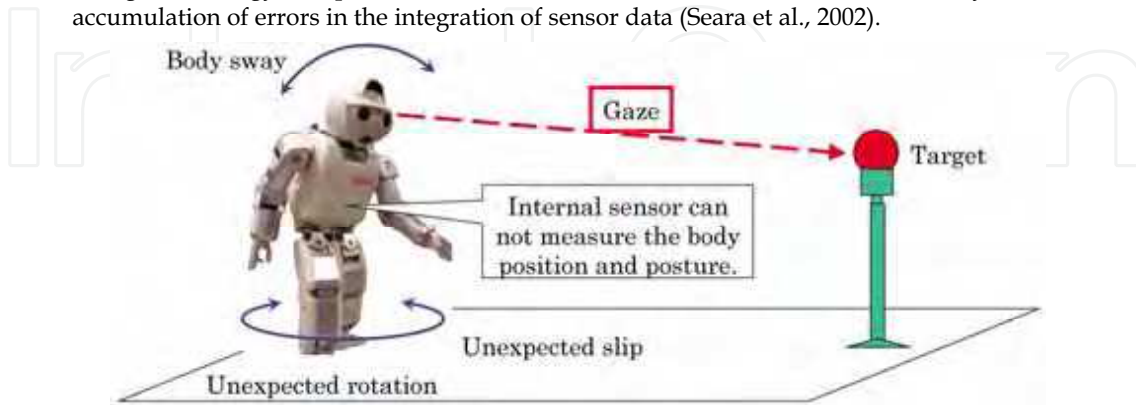 accumulation of errors in the integration of sensor data (Seara et al., 2002).
Body sway
Gaze
Target
Internal sensor can
not measure the body
position and posture.
Unexpected slip
Unexpected rotation